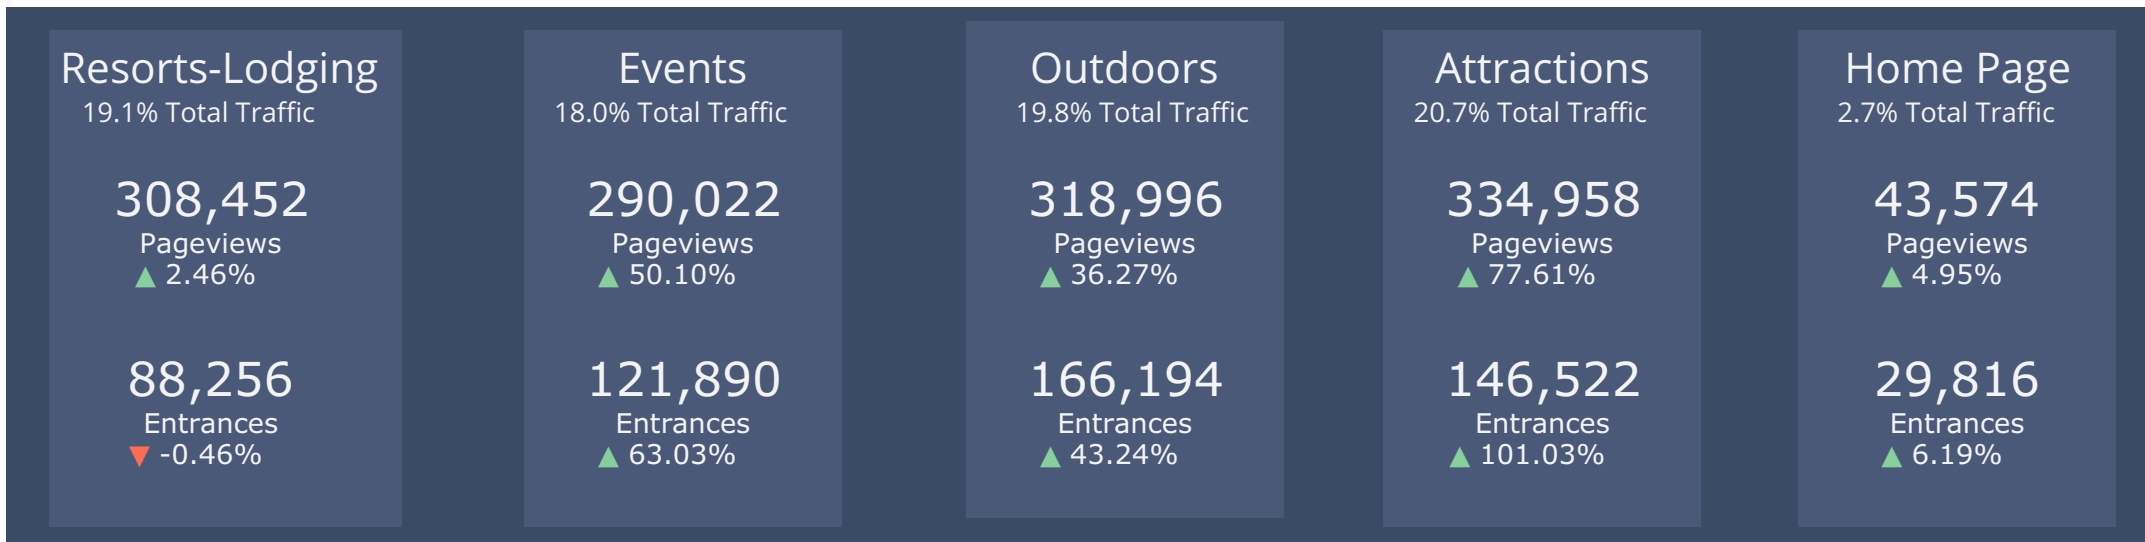 Resorts-Lodging
19.1% Total Traffic
308,452
Pageviews
▲ 2.46%
88,256
Entrances
▼ -0.46%
Events
18.0% Total Traffic
290,022
Pageviews
▲ 50.10%
121,890
Entrances
▲ 63.03%
Outdoors
19.8% Total Traffic
318,996
Pageviews
▲ 36.27%
166,194
Entrances
▲ 43.24%
Attractions
20.7% Total Traffic
334,958
Pageviews
▲ 77.61%
146,522
Entrances
▲ 101.03%
Home Page
2.7% Total Traffic
43,574
Pageviews
▲ 4.95%
29,816
Entrances
▲ 6.19%